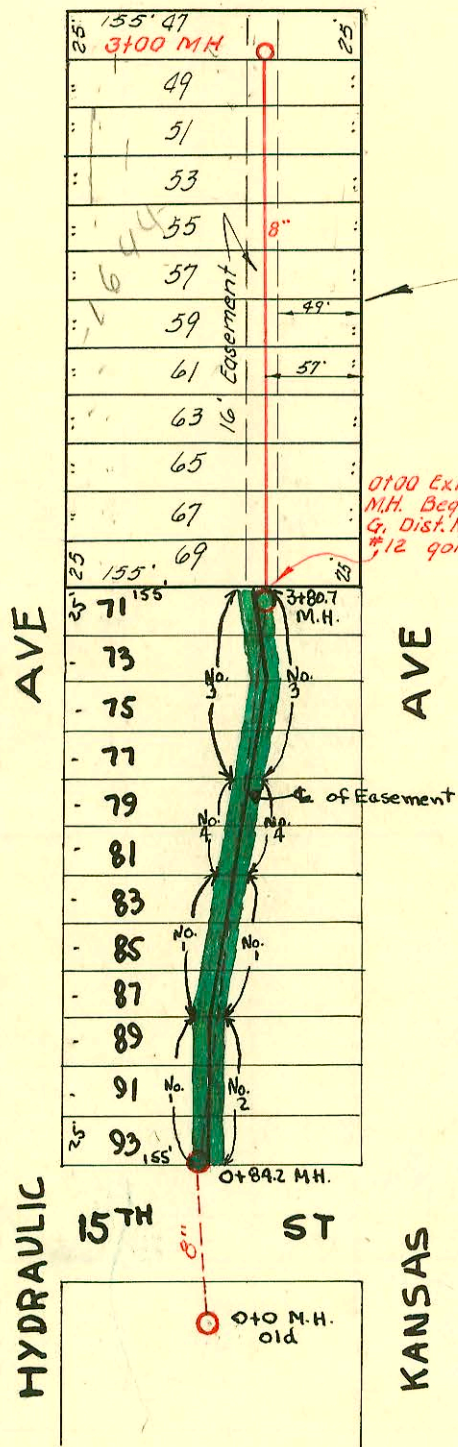 25' 155' 47 25'
3+00 MH
49
51
53
55
8"
1644
57
16' Easement
59
49'
61
57'
63
65
67
0+00 Ex
M.H. Beg
G. Dist.
#12
69
25 155' 25'
25' 71 155'
3+80.7
M.H.
73
No. 3 No. 3
75
77
AVE AVE
79
℄ of Easement
No. 4 No. 4
81
83
85
No. 1 No. 1
87
89
91
No. 1 No. 2
25' 93 155'
0+84.2 M.H.
15TH ST
8"
HYDRAULIC KANSAS
0+0 M.H.
old